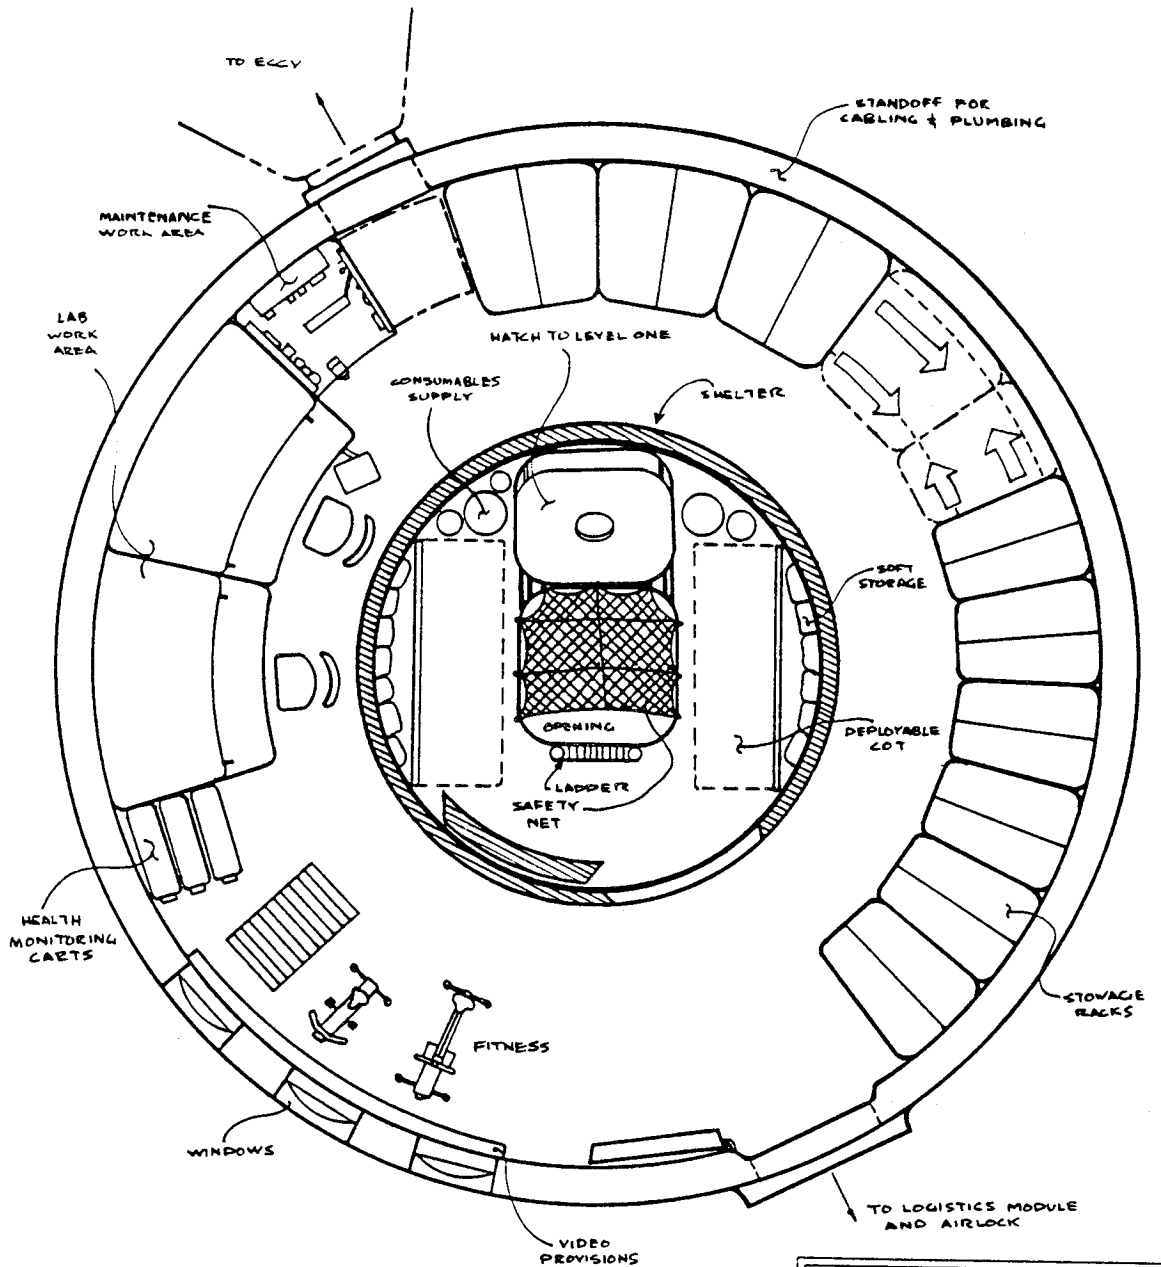 TO ECCV
STANDOFF FOR
CABLING & PLUMBING
MAINTENANCE
WORK AREA
LAB
WORK
AREA
HATCH TO LEVEL ONE
CONSUMABLES
SUPPLY
SHELTER
SOFT
STORAGE
OPENING
DEPLOYABLE
COT
LADDER
SAFETY
NET
HEALTH
MONITORING
CARTS
STOWAGE
RACKS
FITNESS
WINDOWS
TO LOGISTICS MODULE
AND AIRLOCK
VIDEO
PROVISIONS